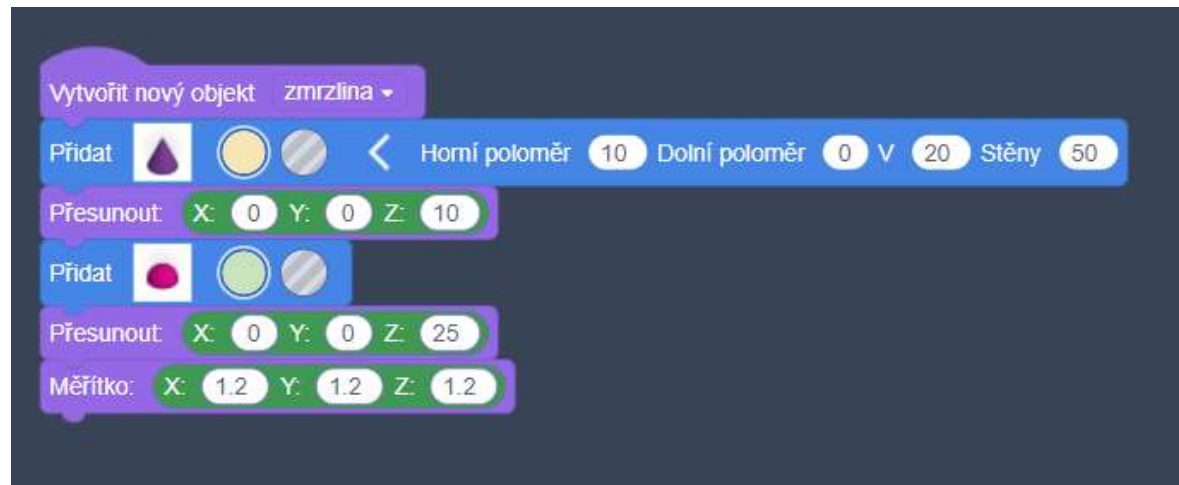 Vytvořit nový objekt zmrzlina
Přidat Horní poloměr 10 Dolní poloměr 0 V 20 Stěny 50
Přesunout: X: 0 Y: 0 Z: 10
Přidat
Přesunout: X: 0 Y: 0 Z: 25
Měřítko: X: 1.2 Y: 1.2 Z: 1.2